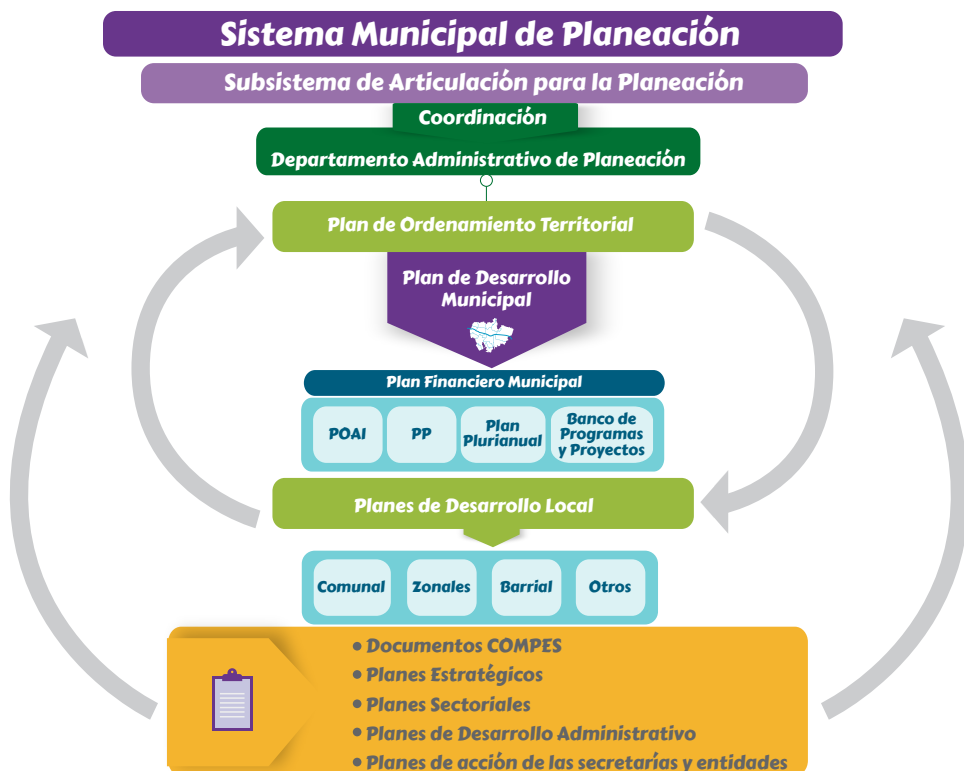 Sistema Municipal de Planeación
Subsistema de Articulación para la Planeación
Coordinación
Departamento Administrativo de Planeación
Plan de Ordenamiento Territorial
Plan de Desarrollo
Municipal
Plan Financiero Municipal
POAI
PP
Plan
Plurianual
Banco de
Programas
y Proyectos
Planes de Desarrollo Local
Comunal
Zonales
Barrial
Otros
• Documentos COMPES
• Planes Estratégicos
• Planes Sectoriales
• Planes de Desarrollo Administrativo
• Planes de acción de las secretarías y entidades